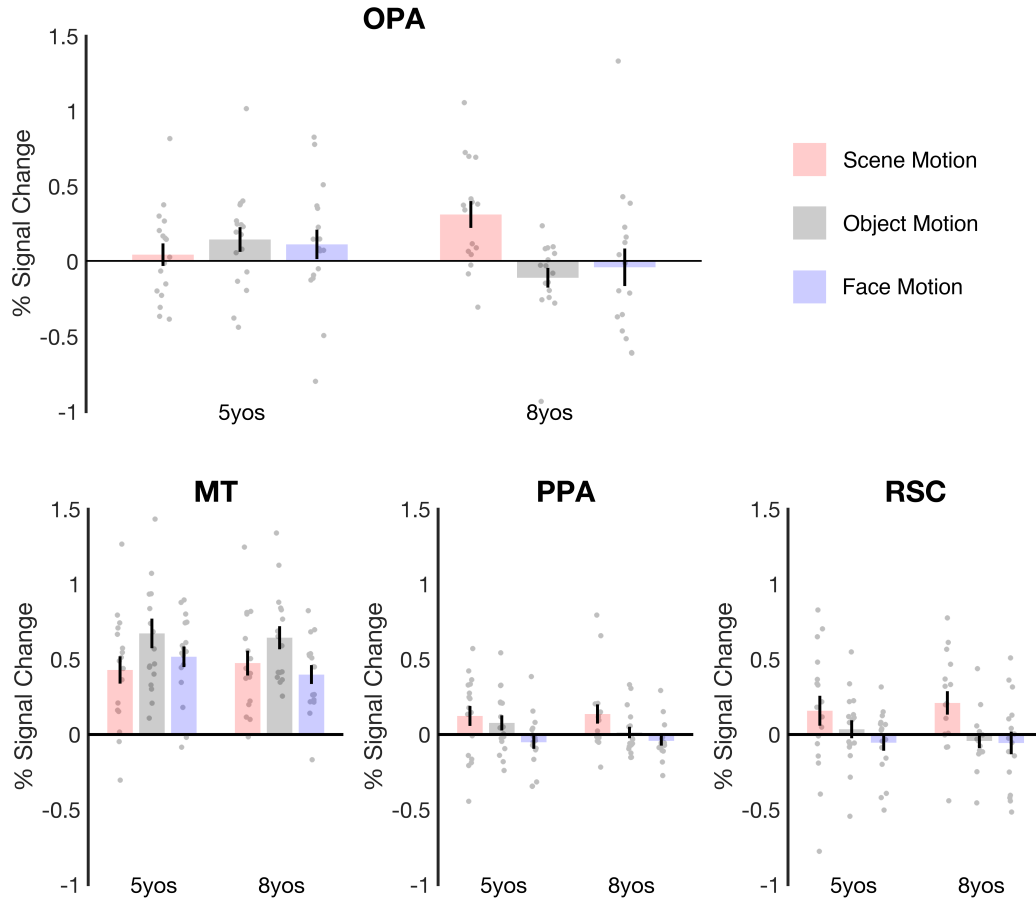 OPA
1.5
1
0.5
0
-0.5
-1
% Signal Change
5yos
8yos
Scene Motion
Object Motion
Face Motion
MT
1.5
1
0.5
0
-0.5
-1
% Signal Change
5yos
8yos
PPA
1.5
1
0.5
0
-0.5
-1
% Signal Change
5yos
8yos
RSC
1.5
1
0.5
0
-0.5
-1
% Signal Change
5yos
8yos